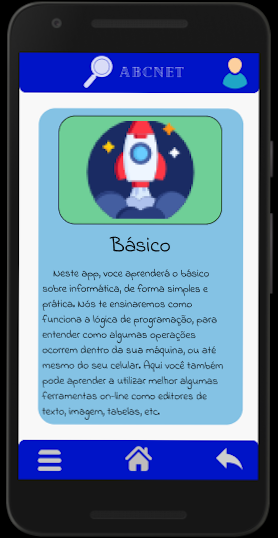 ABCNET
Básico
Neste app, voce aprenderá o básico
sobre informática, de forma simples e
prática. Nós te ensinaremos como
funciona a lógica de programação, para
entender como algumas operações
ocorrem dentro da sua máquina, ou até
mesmo do seu celular. Aqui você também
pode aprender a utilizar melhor algumas
ferramentas on-line como editores de
texto, imagem, tabelas, etc.